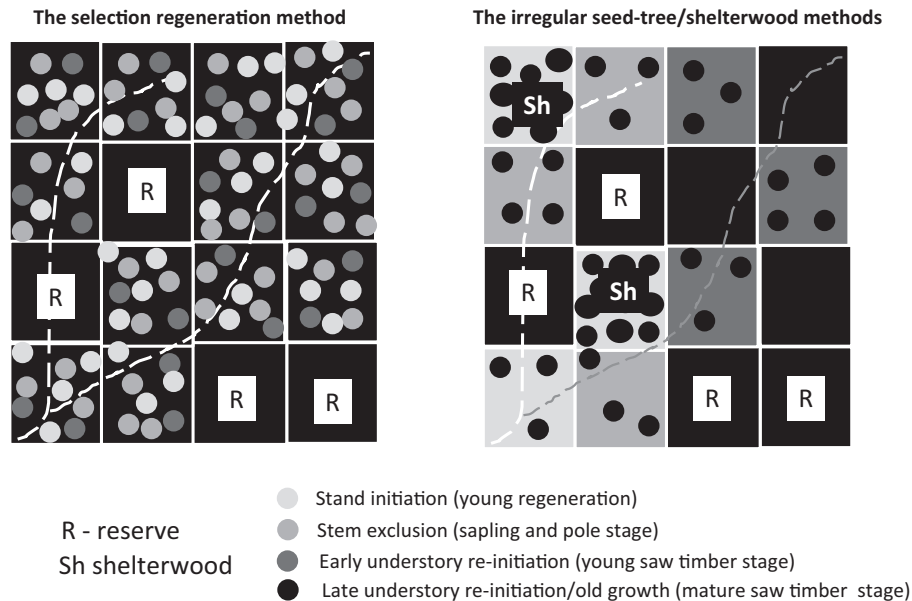 The selection regeneration method
The irregular seed-tree/shelterwood methods
R
R
R
R
Sh
R
R
Sh
R
R
R - reserve
Sh shelterwood
Stand initiation (young regeneration)
Stem exclusion (sapling and pole stage)
Early understory re-initiation (young saw timber stage)
Late understory re-initiation/old growth (mature saw timber stage)